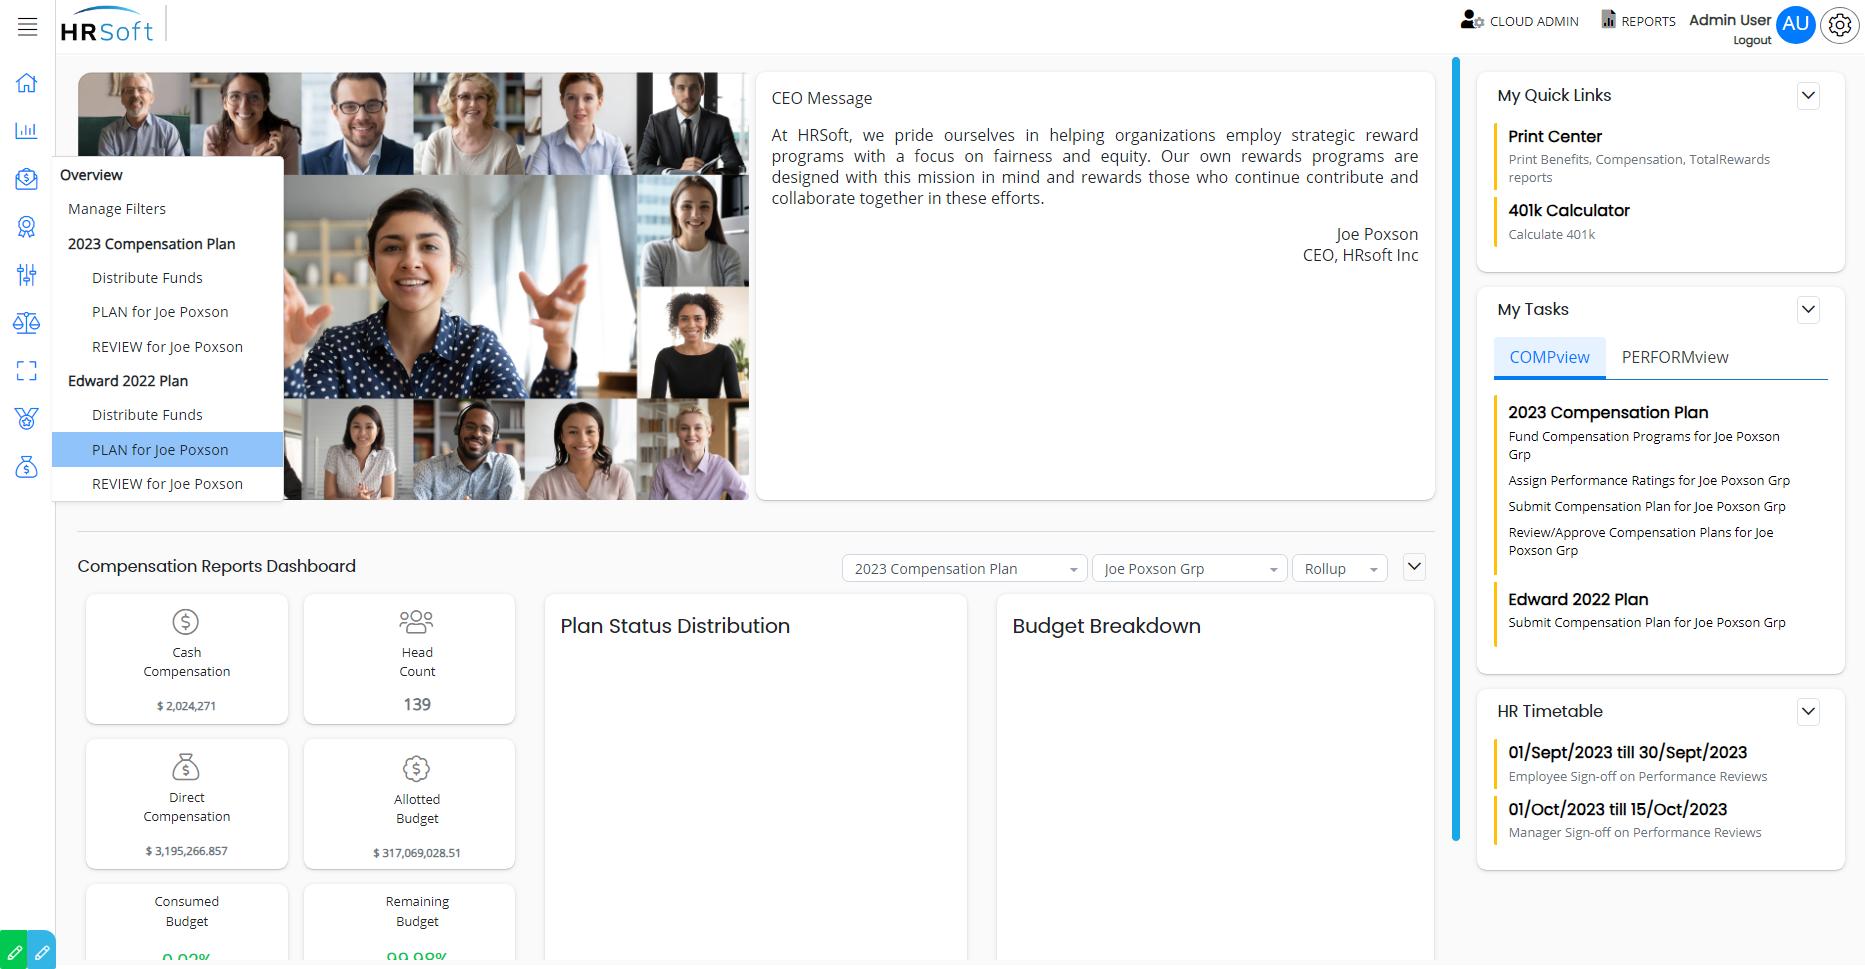 HRSoft
CLOUD ADMIN
REPORTS
Admin User
Logout
AU
Overview
Manage Filters
2023 Compensation Plan
Distribute Funds
PLAN for Joe Poxson
REVIEW for Joe Poxson
Edward 2022 Plan
Distribute Funds
PLAN for Joe Poxson
REVIEW for Joe Poxson
CEO Message
At HRSoft, we pride ourselves in helping organizations employ strategic reward
programs with a focus on fairness and equity. Our own rewards programs are
designed with this mission in mind and rewards those who continue contribute and
collaborate together in these efforts.
Joe Poxson
CEO, HRsoft Inc
My Quick Links
Print Center
Print Benefits, Compensation, TotalRewards
reports
401k Calculator
Calculate 401k
My Tasks
COMPview
PERFORMview
2023 Compensation Plan
Fund Compensation Programs for Joe Poxson
Grp
Assign Performance Ratings for Joe Poxson Grp
Submit Compensation Plan for Joe Poxson Grp
Review/Approve Compensation Plans for Joe
Poxson Grp
Edward 2022 Plan
Submit Compensation Plan for Joe Poxson Grp
HR Timetable
01/Sept/2023 till 30/Sept/2023
Employee Sign-off on Performance Reviews
01/Oct/2023 till 15/Oct/2023
Manager Sign-off on Performance Reviews
Compensation Reports Dashboard
2023 Compensation Plan
Joe Poxson Grp
Rollup
Cash
Compensation
$ 2,024,271
Head
Count
139
Direct
Compensation
$ 3,195,266.857
Allotted
Budget
$ 317,069,028.51
Consumed
Budget
0.02%
Remaining
Budget
99.98%
Plan Status Distribution
Budget Breakdown